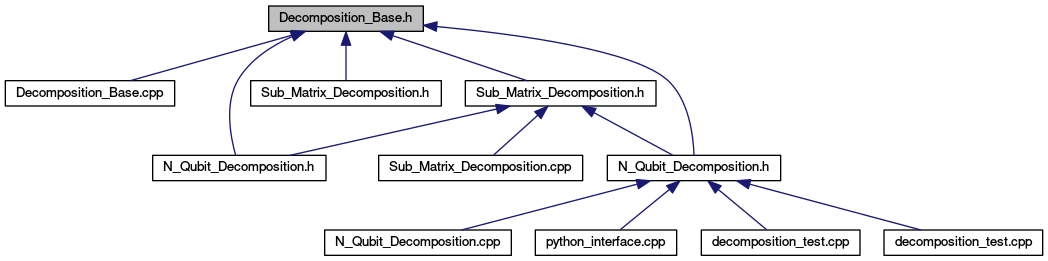 Decomposition_Base.h
Decomposition_Base.cpp
Sub_Matrix_Decomposition.h
Sub_Matrix_Decomposition.h
N_Qubit_Decomposition.h
Sub_Matrix_Decomposition.cpp
N_Qubit_Decomposition.h
N_Qubit_Decomposition.cpp
python_interface.cpp
decomposition_test.cpp
decomposition_test.cpp